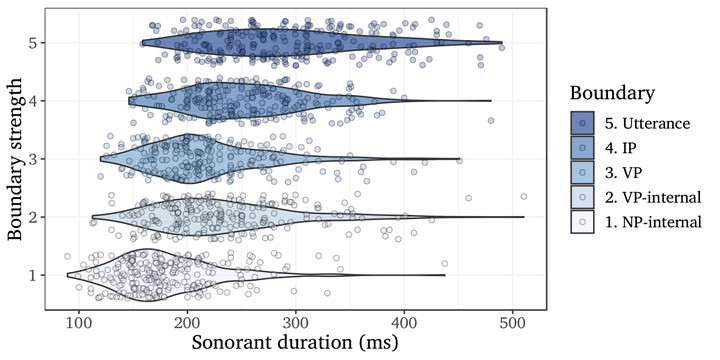 Boundary strength
5
4
3
2
1
100 200 300 400 500
Sonorant duration (ms)
Boundary
5. Utterance
4. IP
3. VP
2. VP-internal
1. NP-internal